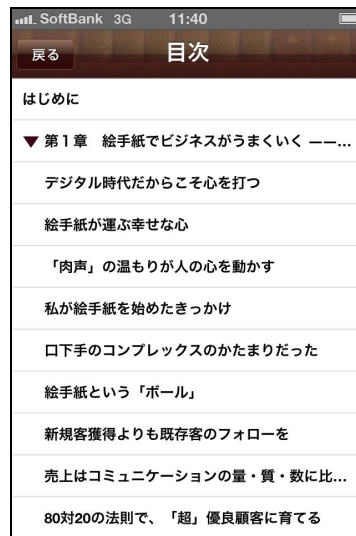 SoftBank 3G 11:40
戻る 目次
はじめに
▼ 第1章 絵手紙でビジネスがうまくいく ――...
デジタル時代だからこそ心を打つ
絵手紙が運ぶ幸せな心
「肉声」の温もりが人の心を動かす
私が絵手紙を始めたきっかけ
口下手のコンプレックスのかたまりだった
絵手紙という「ボール」
新規客獲得よりも既存客のフォローを
売上はコミュニケーションの量・質・数に比...
80対20の法則で、「超」優良顧客に育てる